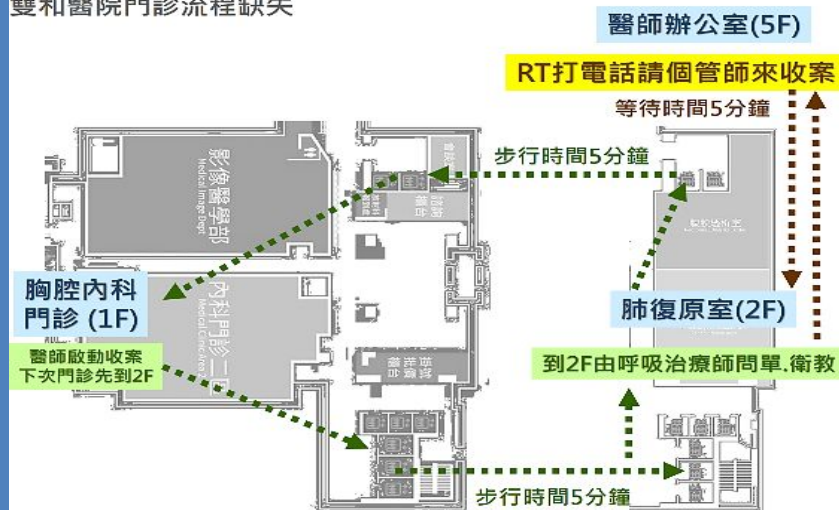 雙和醫院門診流程缺失
醫師辦公室(5F)
RT打電話請個管師來收案
等待時間5分鐘
步行時間5分鐘
影像醫學部
Medical Image Dept
胸腔內科
門診 (1F)
內科門診二區
醫師啟動收案
下次門診先到2F
肺復原室(2F)
到2F由呼吸治療師問單.衛教
步行時間5分鐘